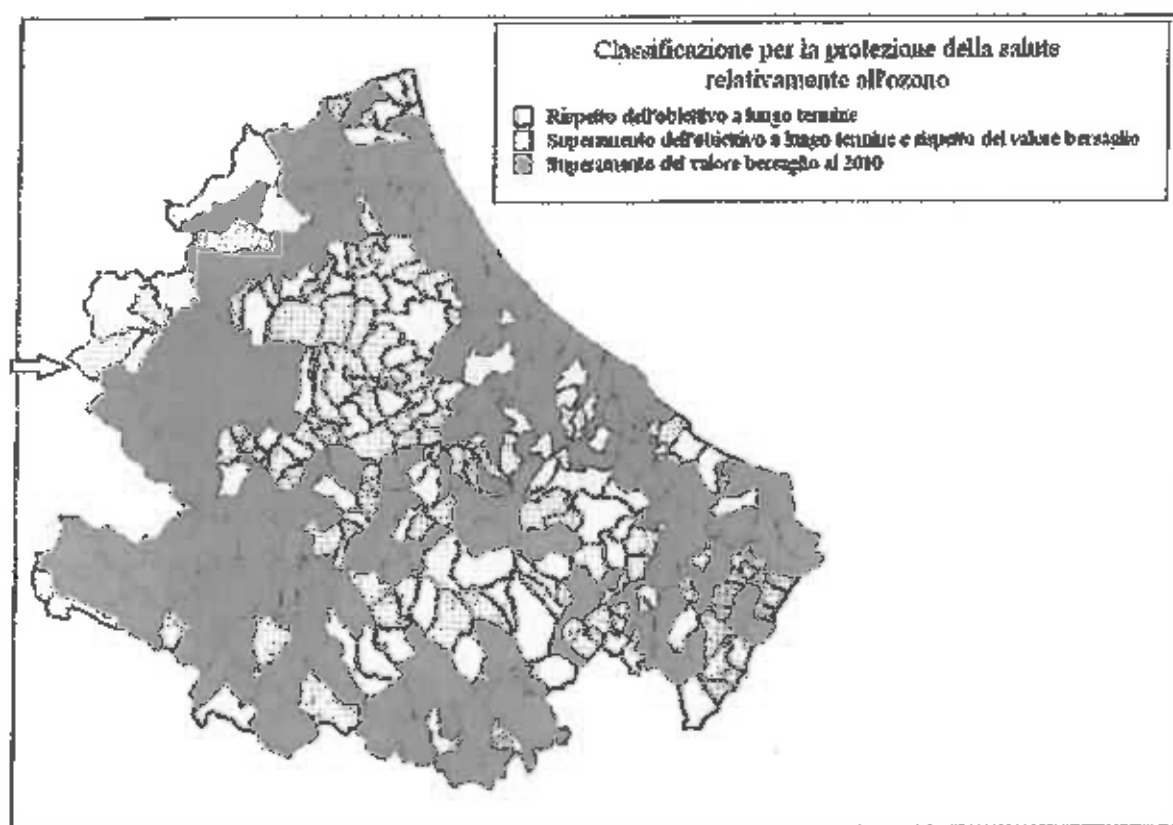 Classificazione per la protezione della salute
relativamente all'ozono
Rispetto dell'obiettivo a lungo termine
Superamento dell'obiettivo a lungo termine e rispetto del valore bersaglio
Superamento del valore bersaglio al 2010